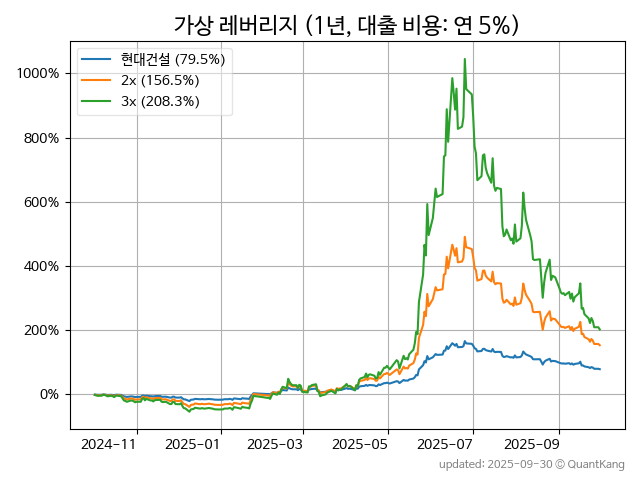 가상 레버리지 (1년, 대출 비용: 연 5%)
현대건설 (79.5%)
2x (156.5%)
3x (208.3%)
1000%
800%
600%
400%
200%
0%
2024-11 2025-01 2025-03 2025-05 2025-07 2025-09
updated: 2025-09-30 © QuantKang